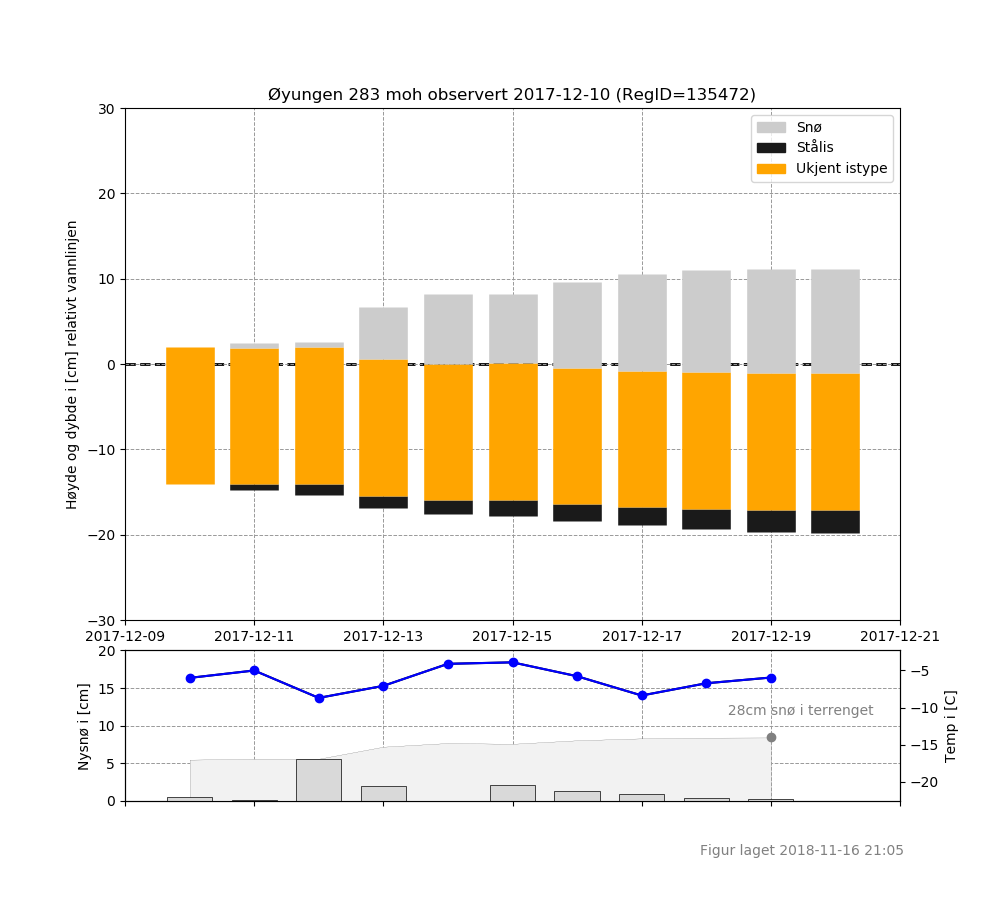 Øyungen 283 moh observert 2017-12-10 (RegID=135472)
Høyde og dybde i [cm] relativt vannlinjen
30
20
10
0
−10
−20
−30
Snø
Stålis
Ukjent istype
2017-12-09 2017-12-11 2017-12-13 2017-12-15 2017-12-17 2017-12-19 2017-12-21
Nysnø i [cm]
20
15
10
5
0
28cm snø i terrenget
−5
−10
−15
−20
Temp i [C]
Figur laget 2018-11-16 21:05